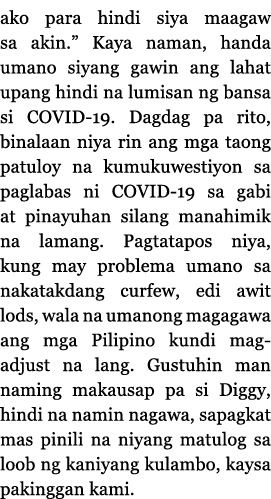 ako para hindi siya maagaw
sa akin.” Kaya naman, handa
umano siyang gawin ang lahat
upang hindi na lumisan ng bansa
si COVID-19. Dagdag pa rito,
binalaan niya rin ang mga taong
patuloy na kumukuwestiyon sa
paglabas ni COVID-19 sa gabi
at pinayuhan silang manahimik
na lamang. Pagtatapos niya,
kung may problema umano sa
nakatakdang curfew, edi awit
lods, wala na umanong magagawa
ang mga Pilipino kundi mag-
adjust na lang. Gustuhin man
naming makausap pa si Diggy,
hindi na namin nagawa, sapagkat
mas pinili na niyang matulog sa
loob ng kaniyang kulambo, kaysa
pakinggan kami.